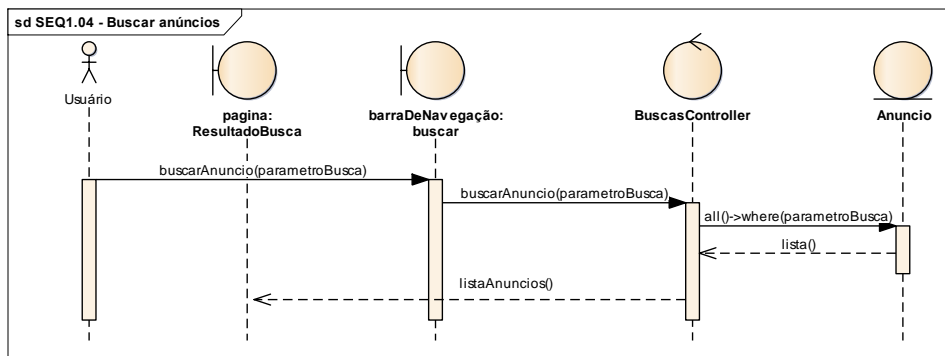 sd SEQ1.04 - Buscar anúncios
Usuário
pagina:
ResultadoBusca
barraDeNavegação:
buscar
BuscasController
Anuncio
buscarAnuncio(parametroBusca)
buscarAnuncio(parametroBusca)
all()->where(parametroBusca)
lista()
listaAnuncios()